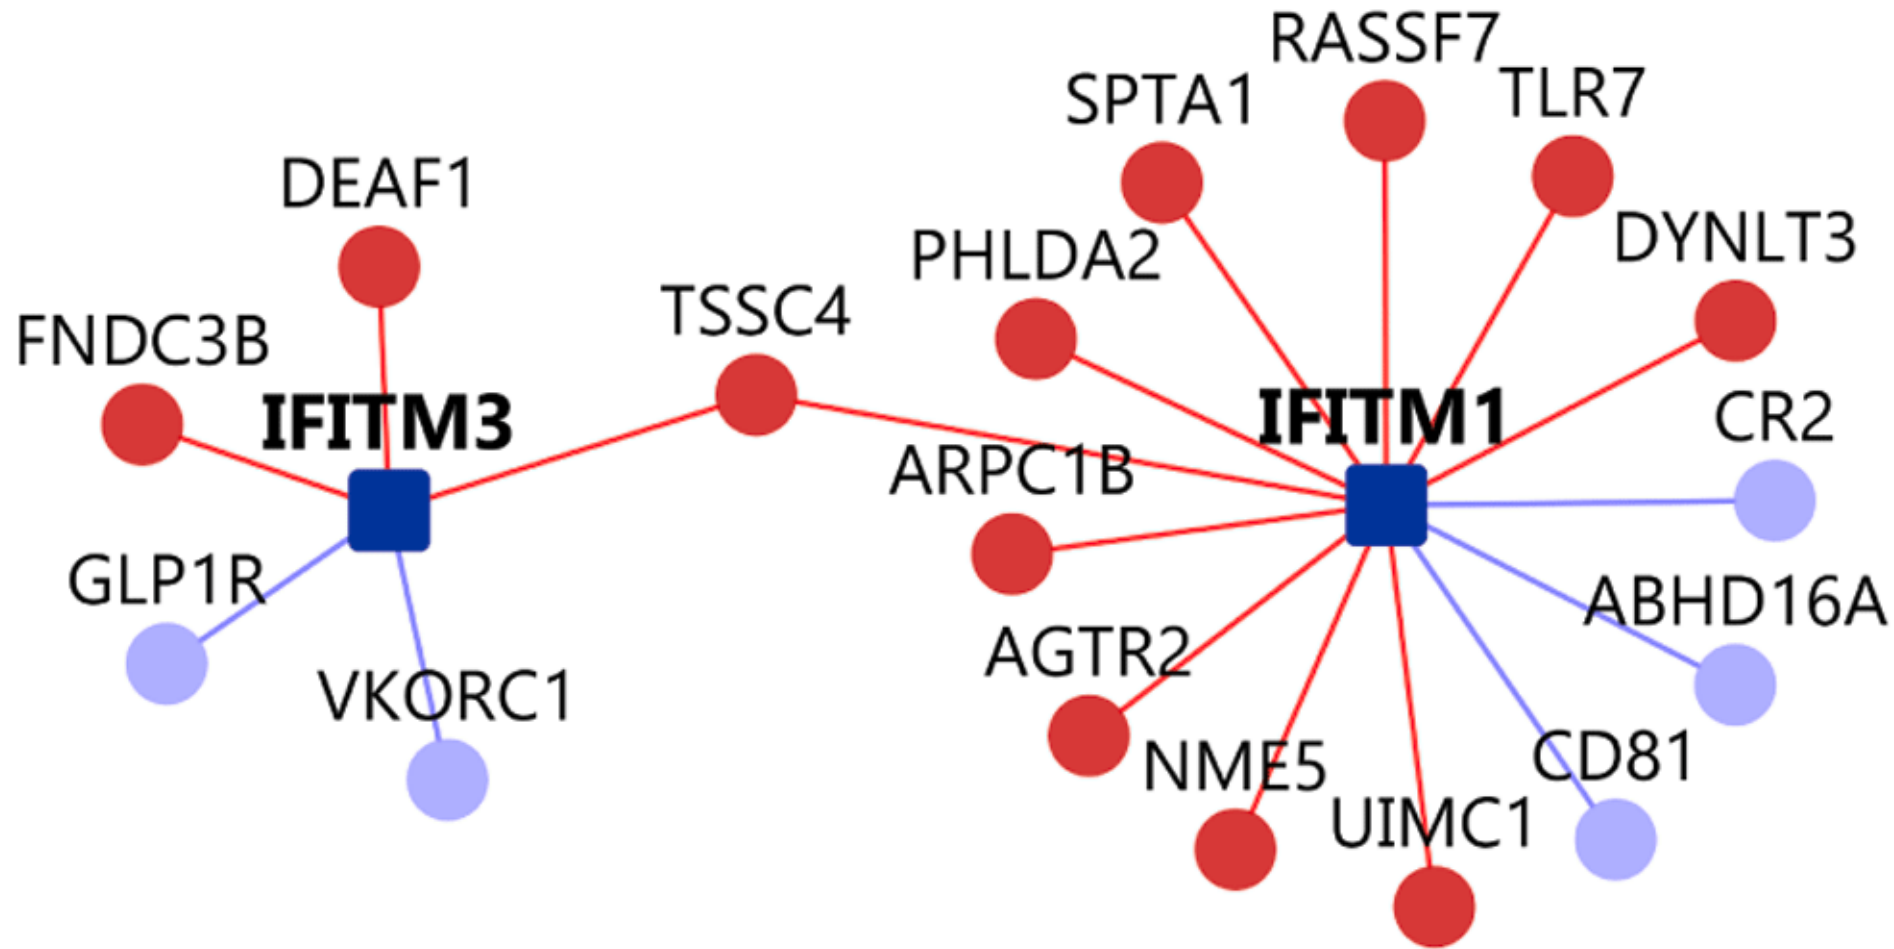 RASSF7
SPTA1
TLR7
DEAF1
DYNLT3
PHLDA2
TSSC4
FNDC3B
IFITM3
IFITM1
CR2
ARPC1B
GLP1R
ABHD16A
AGTR2
VKORC1
CD81
NME5
UIMC1